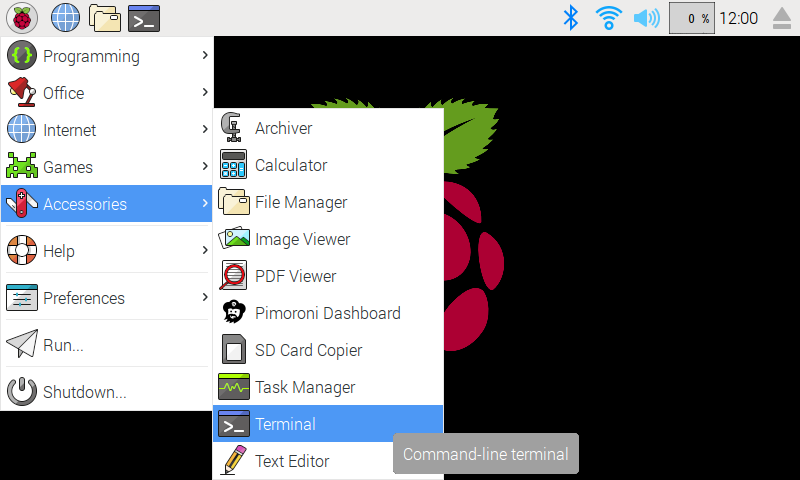 0 %
12:00
Programming
Office
Internet
Games
Accessories
Help
Preferences
Run...
Shutdown...
Archiver
Calculator
File Manager
Image Viewer
PDF Viewer
Pimoroni Dashboard
SD Card Copier
Task Manager
Terminal
Text Editor
Command-line terminal